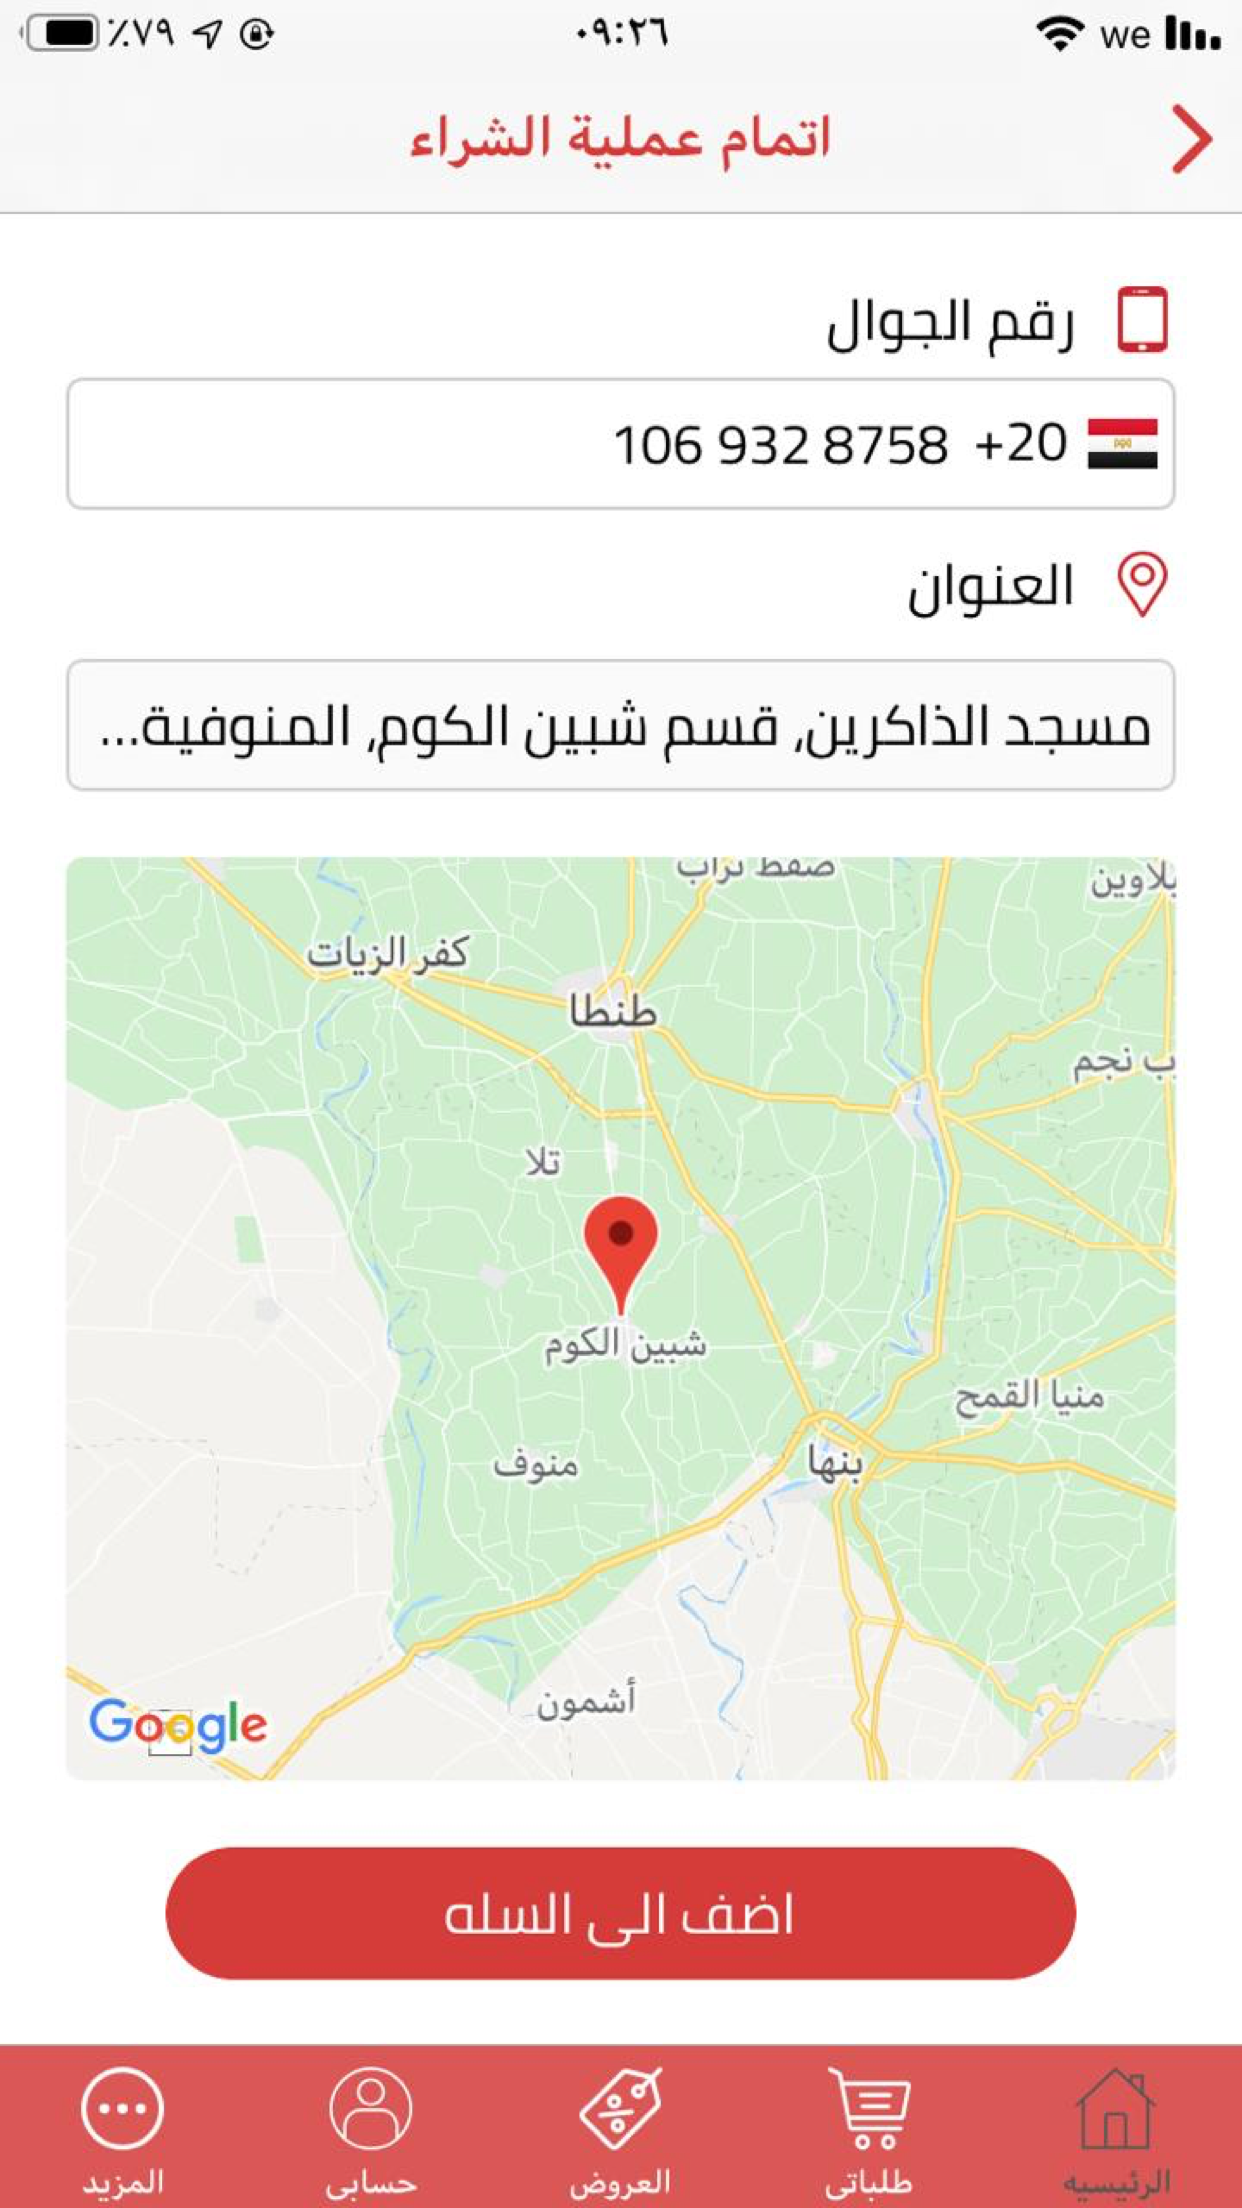 ٪٧٩ ٠٩:٢٦ we
اتمام عملية الشراء
رقم الجوال
+20 106 932 8758
العنوان
مسجد الذاكرين, قسم شبين الكوم, المنوفية...
صفط تراب
بلاوين
كفر الزيات
طنطا
ب نجم
تلا
شبين الكوم
منيا القمح
بنها
منوف
أشمون
Google
اضف الى السله
الرئيسيه
طلباتى
العروض
حسابى
المزيد